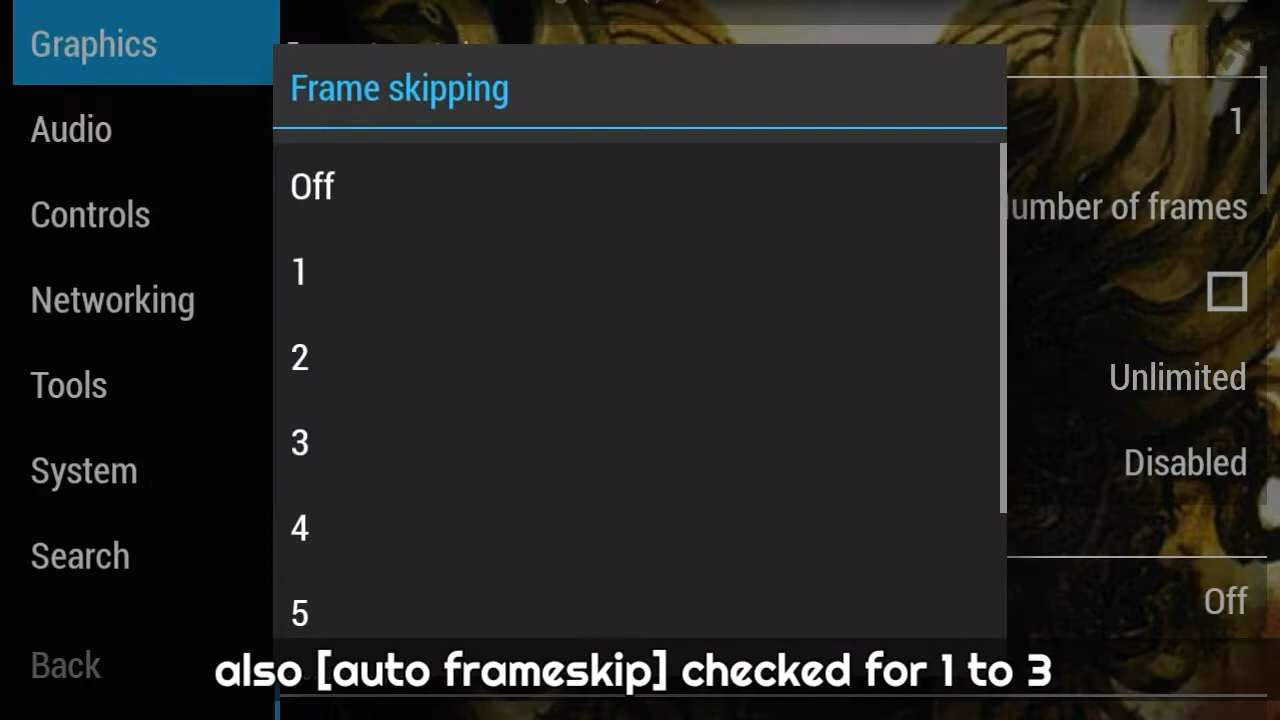 Graphics
Audio
Controls
Networking
Tools
System
Search
Back
Frame skipping
Off
1
2
3
4
5
1
of frames
Unlimited
Disabled
Off
also [auto frameskip] checked for 1 to 3